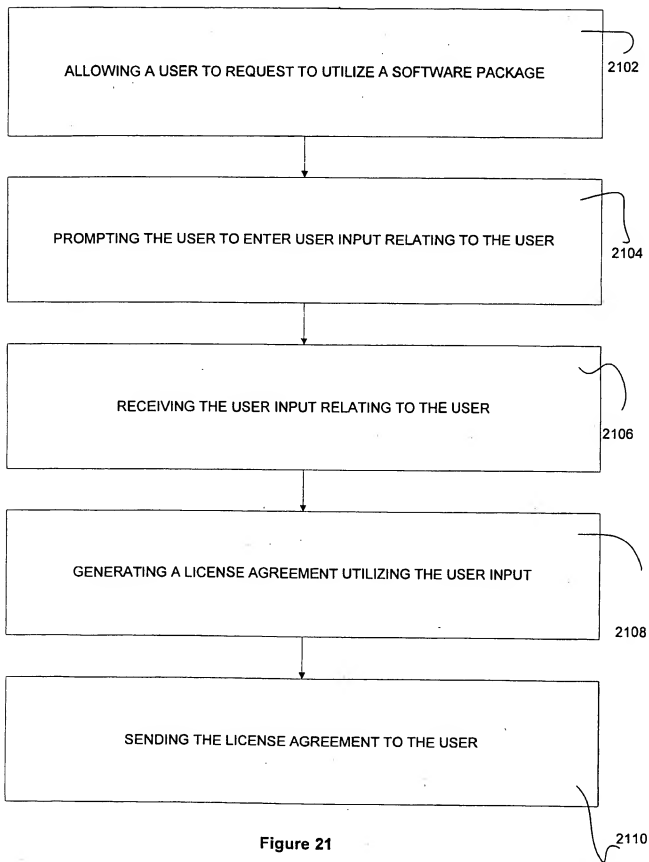 ALLOWING A USER TO REQUEST TO UTILIZE A SOFTWARE PACKAGE
2102
PROMPTING THE USER TO ENTER USER INPUT RELATING TO THE USER
2104
RECEIVING THE USER INPUT RELATING TO THE USER
2106
GENERATING A LICENSE AGREEMENT UTILIZING THE USER INPUT
2108
SENDING THE LICENSE AGREEMENT TO THE USER
2110
Figure 21